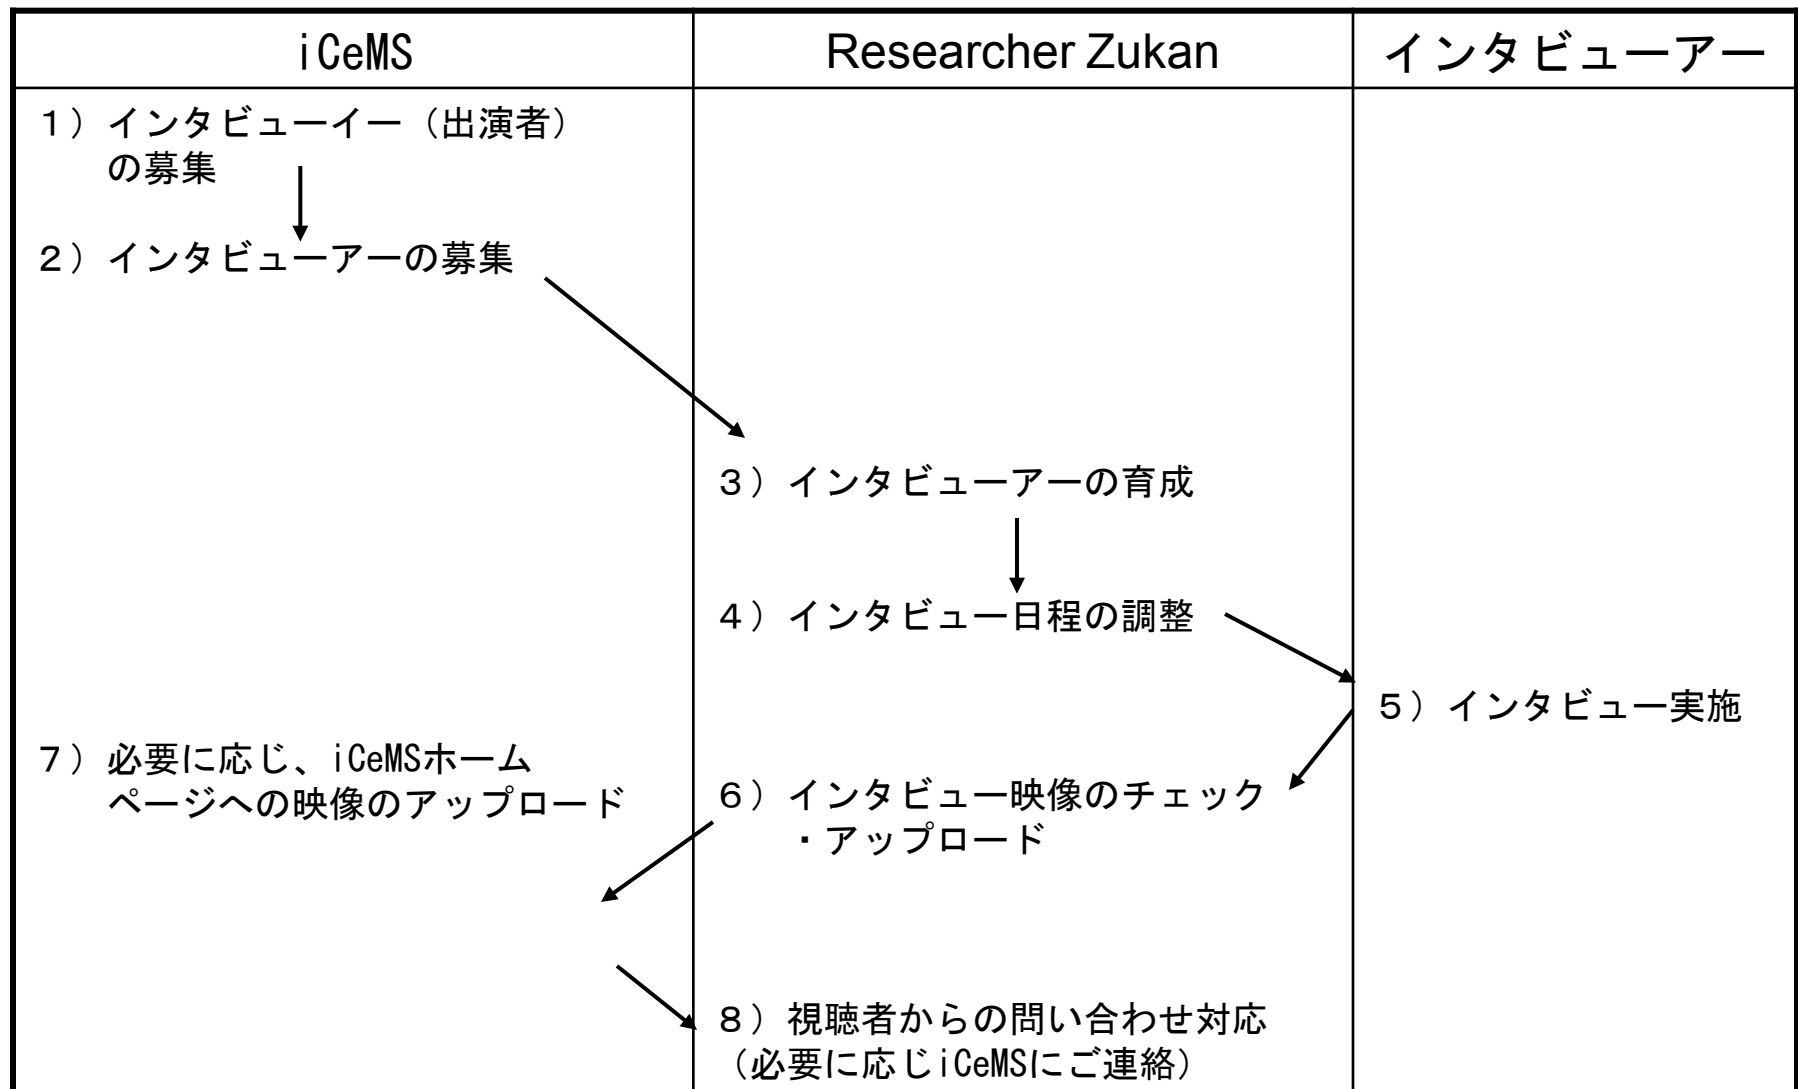 iCeMS
Researcher Zukan
インタビューアー
１）インタビューイー（出演者）
の募集
２）インタビューアーの募集
３）インタビューアーの育成
４）インタビュー日程の調整
５）インタビュー実施
６）インタビュー映像のチェック
・アップロード
７）必要に応じ、iCeMSホーム
ページへの映像のアップロード
８）視聴者からの問い合わせ対応
（必要に応じiCeMSにご連絡）